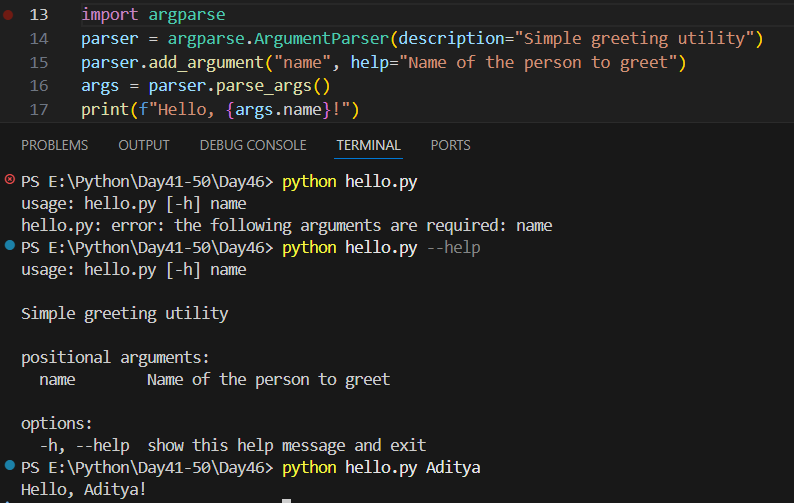 13 import argparse
14 parser = argparse.ArgumentParser(description="Simple greeting utility")
15 parser.add_argument("name", help="Name of the person to greet")
16 args = parser.parse_args()
17 print(f"Hello, {args.name}!")
PROBLEMS OUTPUT DEBUG CONSOLE TERMINAL PORTS
PS E:\Python\Day41-50\Day46> python hello.py
usage: hello.py [-h] name
hello.py: error: the following arguments are required: name
PS E:\Python\Day41-50\Day46> python hello.py --help
usage: hello.py [-h] name
Simple greeting utility
positional arguments:
  name        Name of the person to greet
options:
  -h, --help  show this help message and exit
PS E:\Python\Day41-50\Day46> python hello.py Aditya
Hello, Aditya!